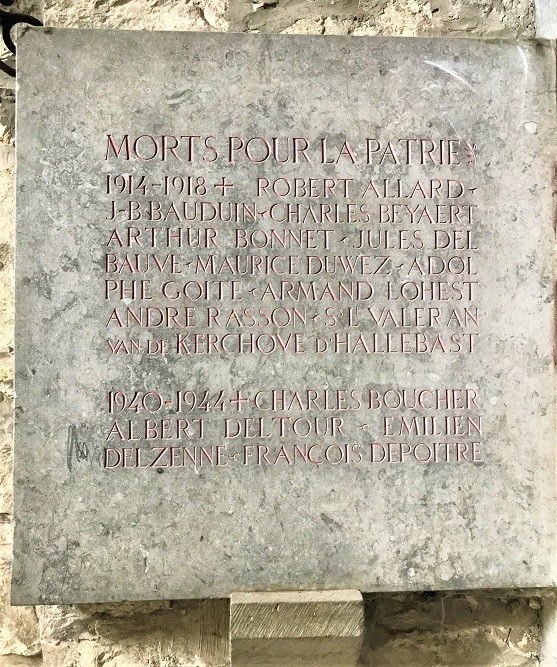 MORTS POUR LA PATRIE
1914-1918 + ROBERT ALLARD-
J-B BAUDUIN-CHARLES BEYAERT
ARTHUR BONNET-JULES DEL
BAUVE-MAURICE DUWEZ-ADOL
PHE GOITE-ARMAND LOHEST
ANDRE RASSON-S-Lt VALERAN
VAN DE KERCHOVE D'HALLEBAST
1940-1944+CHARLES BOUCHER
ALBERT DELTOUR-EMILIEN
DELZENNE-FRANÇOIS DEPOITRE